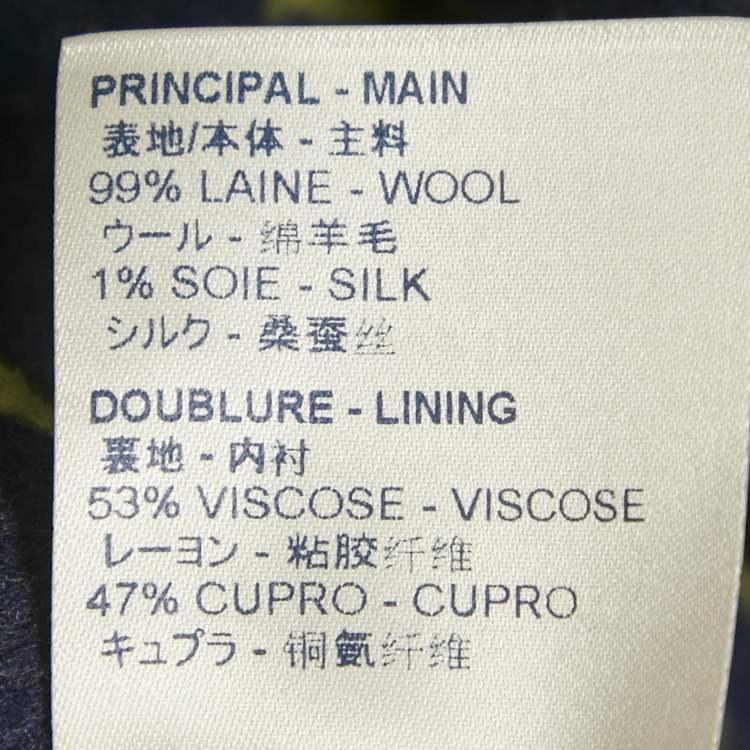 PRINCIPAL - MAIN
表地/本体 - 主料
99% LAINE - WOOL
ウール - 绵羊毛
1% SOIE - SILK
シルク - 桑蚕丝
DOUBLURE - LINING
裏地 - 内衬
53% VISCOSE - VISCOSE
レーヨン - 粘胶纤维
47% CUPRO - CUPRO
キュプラ - 铜氨纤维